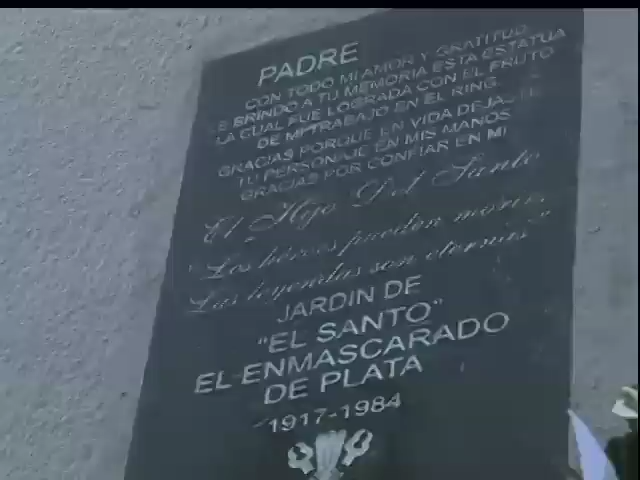 PADRE
CON TODO MI AMOR Y GRATITUD
TE BRINDO A TU MEMORIA ESTA ESTATUA
LA CUAL FUE LOGRADA CON EL FRUTO
DE MI TRABAJO EN EL RING.
GRACIAS PORQUE EN VIDA DEJASTE
TU PERSONAJE EN MIS MANOS
GRACIAS POR CONFIAR EN MI
El Hijo Del Santo
"Los héroes pueden morir,
Las leyendas son eternas"
JARDIN DE
"EL SANTO"
EL ENMASCARADO
DE PLATA
1917-1984